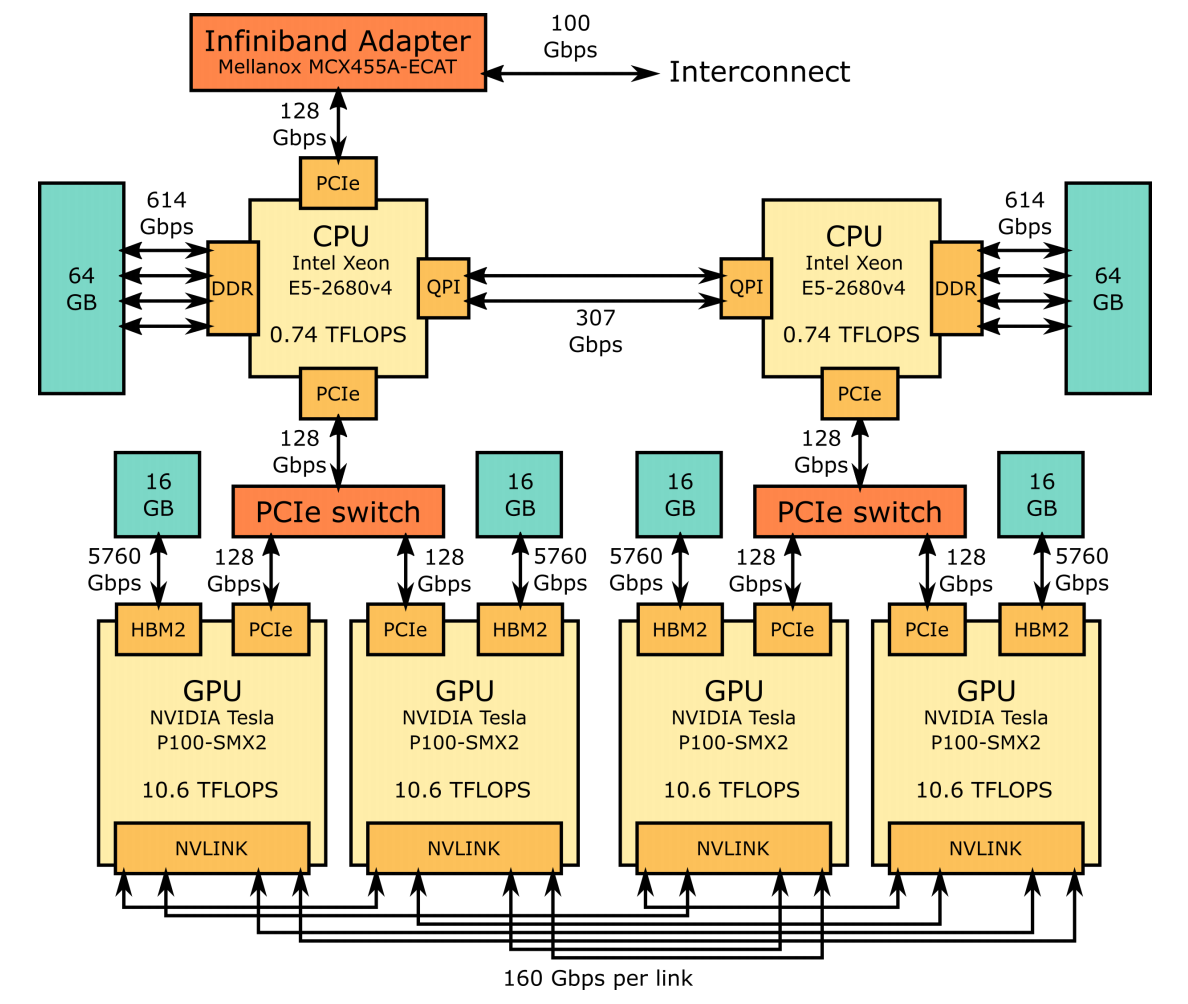 Infiniband Adapter
Mellanox MCX455A-ECAT
100
Gbps
Interconnect
128
Gbps
PCIe
614
Gbps
64
GB
DDR
CPU
Intel Xeon
E5-2680v4
0.74 TFLOPS
QPI
307
Gbps
QPI
CPU
Intel Xeon
E5-2680v4
0.74 TFLOPS
DDR
614
Gbps
64
GB
PCIe
PCIe
128
Gbps
128
Gbps
16
GB
PCIe switch
16
GB
16
GB
PCIe switch
16
GB
5760
Gbps
128
Gbps
128
Gbps
5760
Gbps
5760
Gbps
128
Gbps
128
Gbps
5760
Gbps
HBM2
PCIe
PCIe
HBM2
HBM2
PCIe
PCIe
HBM2
GPU
NVIDIA Tesla
P100-SMX2
10.6 TFLOPS
NVLINK
GPU
NVIDIA Tesla
P100-SMX2
10.6 TFLOPS
NVLINK
GPU
NVIDIA Tesla
P100-SMX2
10.6 TFLOPS
NVLINK
GPU
NVIDIA Tesla
P100-SMX2
10.6 TFLOPS
NVLINK
160 Gbps per link